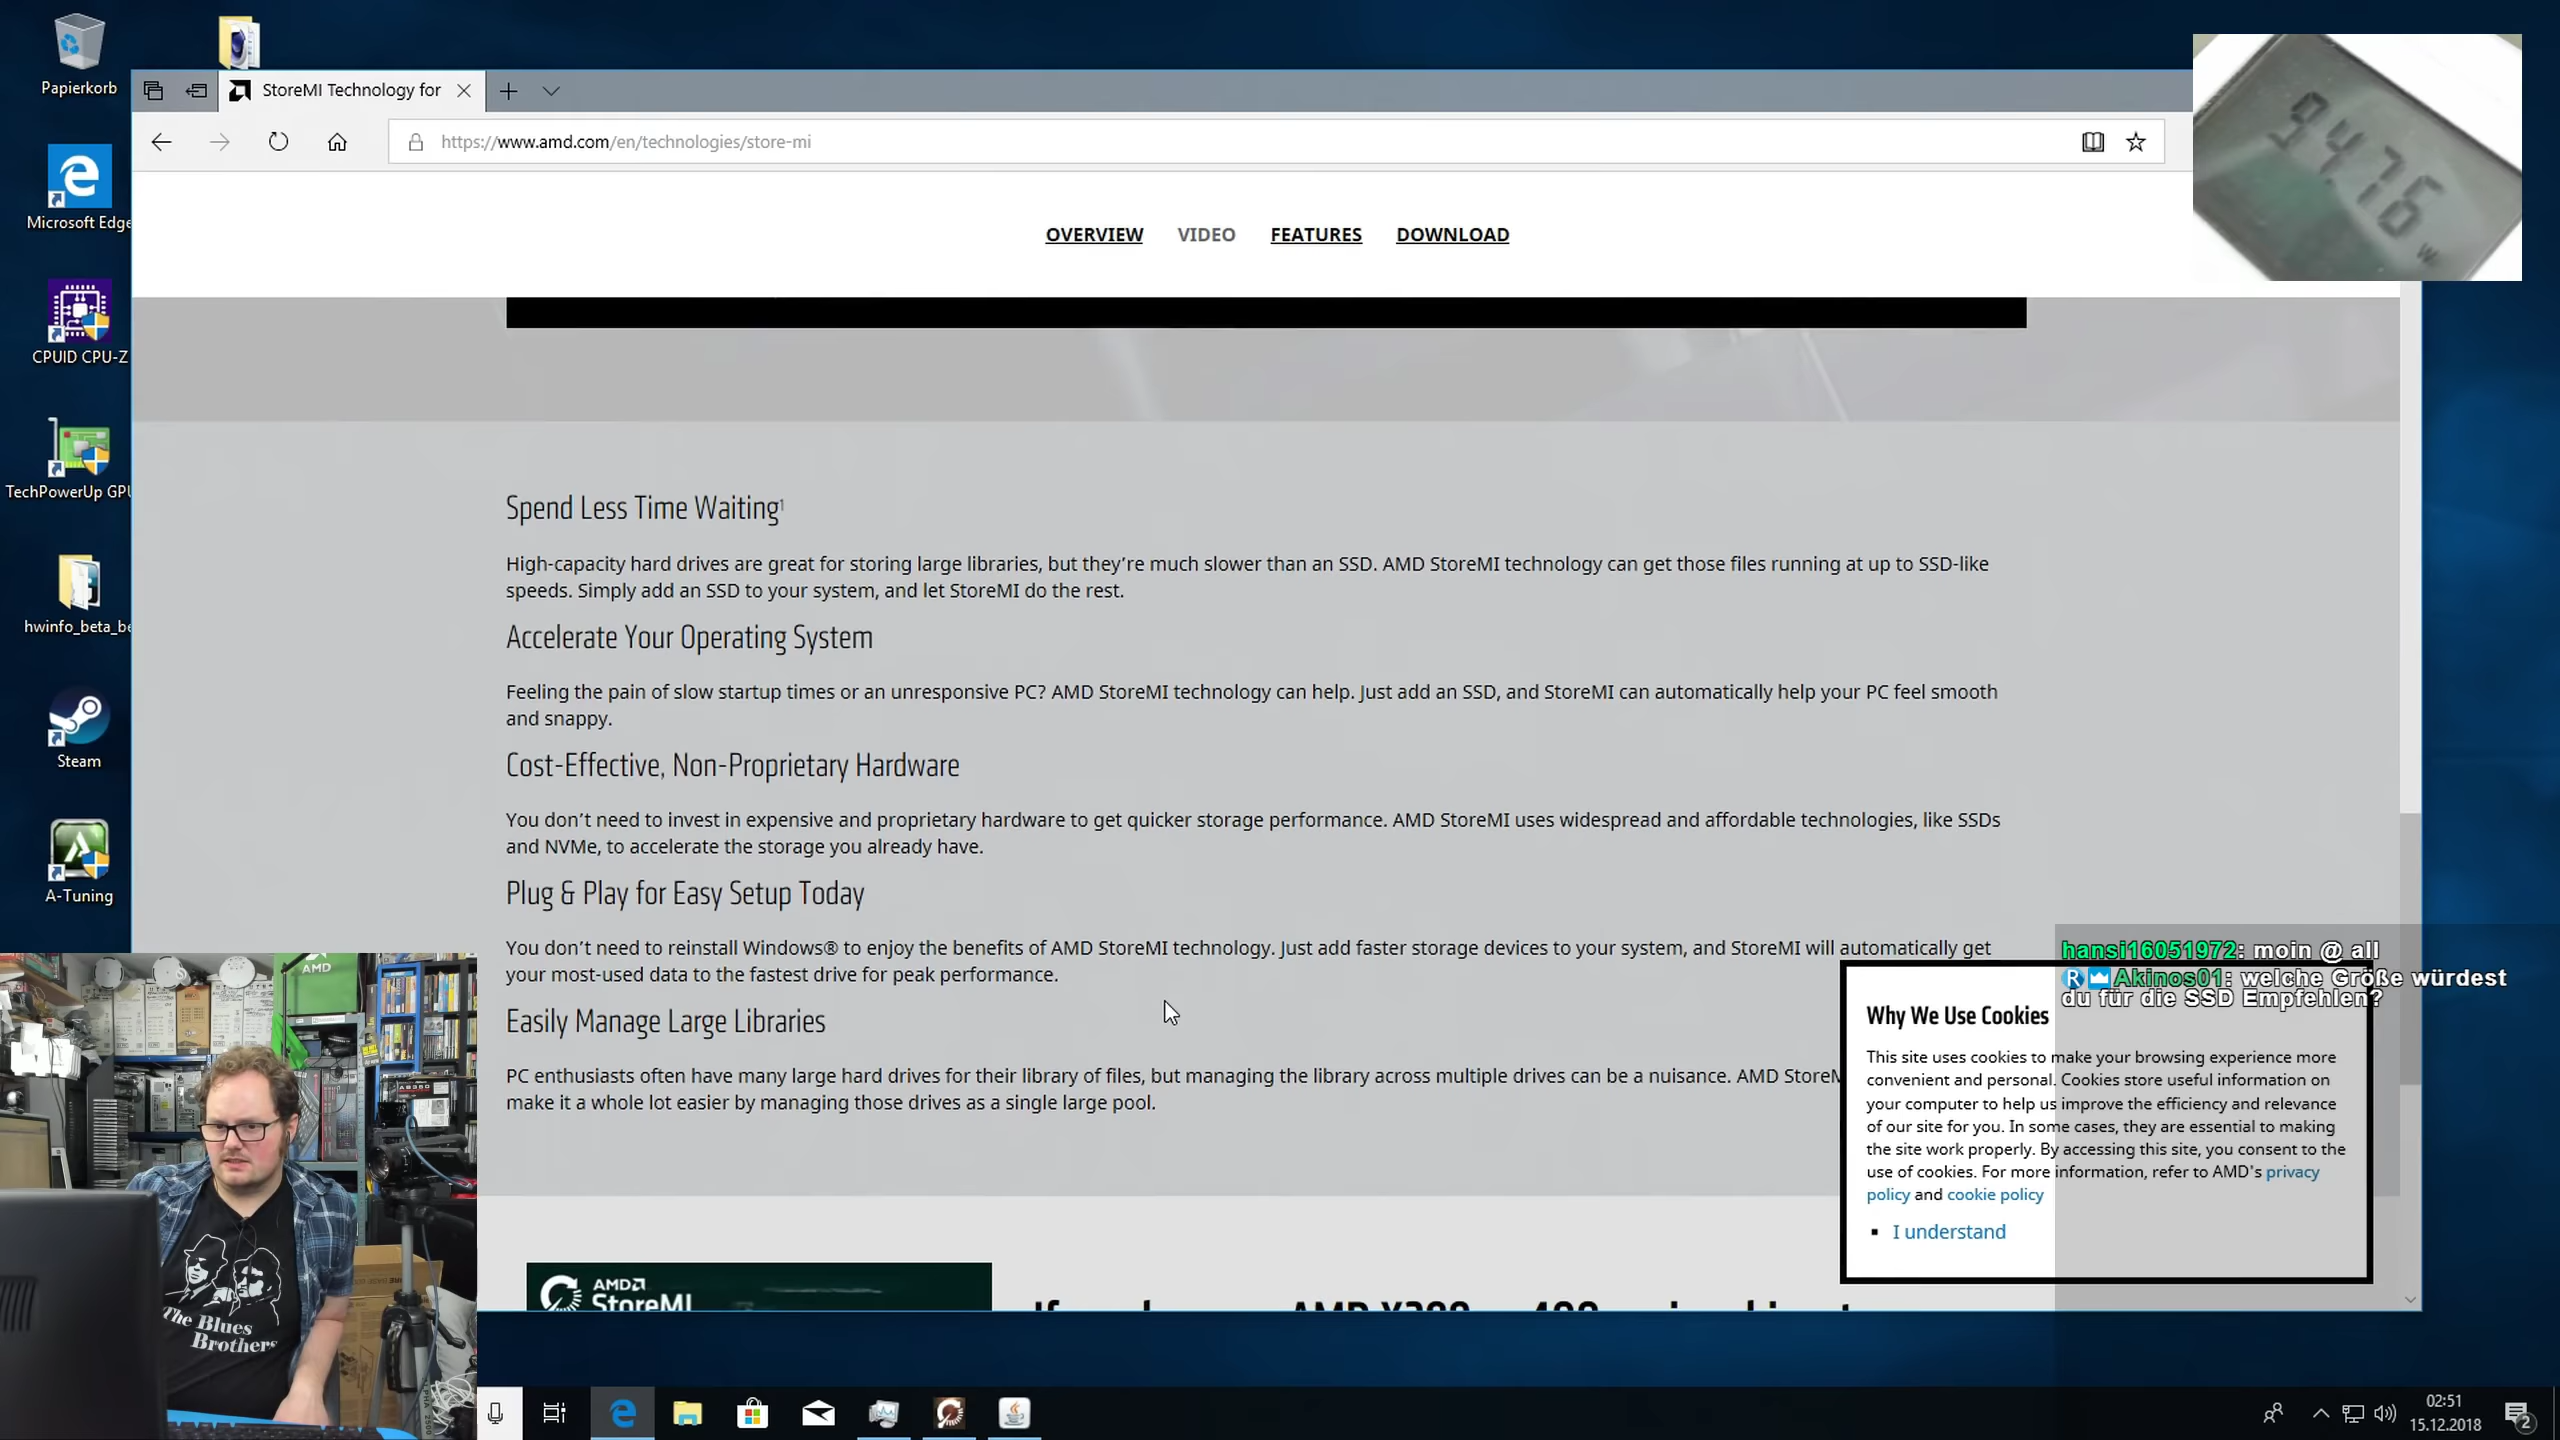 Papierkorb
StoreMI Technology for
https://www.amd.com/en/technologies/store-mi
94.76
W
Microsoft Edge
OVERVIEW VIDEO FEATURES DOWNLOAD
CPUID CPU-Z
TechPowerUp GPU
hwinfo_beta_be
Steam
A-Tuning
Spend Less Time Waiting¹
High-capacity hard drives are great for storing large libraries, but they’re much slower than an SSD. AMD StoreMI technology can get those files running at up to SSD-like
speeds. Simply add an SSD to your system, and let StoreMI do the rest.
Accelerate Your Operating System
Feeling the pain of slow startup times or an unresponsive PC? AMD StoreMI technology can help. Just add an SSD, and StoreMI can automatically help your PC feel smooth
and snappy.
Cost-Effective, Non-Proprietary Hardware
You don’t need to invest in expensive and proprietary hardware to get quicker storage performance. AMD StoreMI uses widespread and affordable technologies, like SSDs
and NVMe, to accelerate the storage you already have.
Plug & Play for Easy Setup Today
You don’t need to reinstall Windows® to enjoy the benefits of AMD StoreMI technology. Just add faster storage devices to your system, and StoreMI will automatically get
your most-used data to the fastest drive for peak performance.
Easily Manage Large Libraries
PC enthusiasts often have many large hard drives for their library of files, but managing the library across multiple drives can be a nuisance. AMD StoreM
make it a whole lot easier by managing those drives as a single large pool.
hansi16051972: moin @ all
Akinos01: welche Größe würdest
du für die SSD Empfehlen?
Why We Use Cookies
This site uses cookies to make your browsing experience more
convenient and personal. Cookies store useful information on
your computer to help us improve the efficiency and relevance
of our site for you. In some cases, they are essential to making
the site work properly. By accessing this site, you consent to the
use of cookies. For more information, refer to AMD's privacy
policy and cookie policy
I understand
AMD
StoreMI
AMD
AB350
The Blues
Brothers
02:51
15.12.2018
2